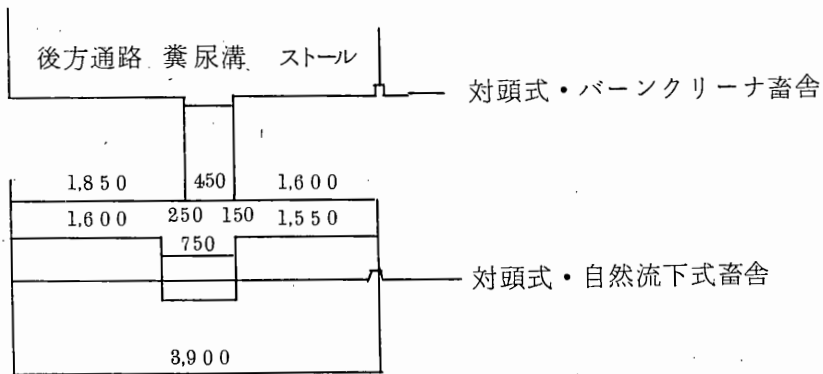 後方通路 糞尿溝 ストール
対頭式・バーンクリーナ畜舎
1,850 450 1,600
1,600 250 150 1,550
750
対頭式・自然流下式畜舎
3,900